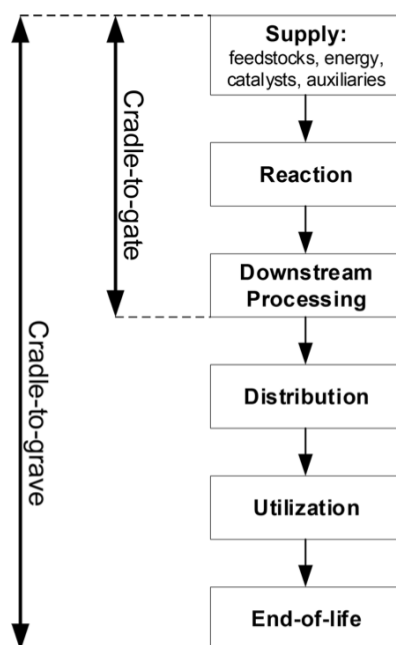 Supply:
feedstocks, energy,
catalysts, auxiliaries
Cradle-to-gate
Reaction
Downstream
Processing
Cradle-to-grave
Distribution
Utilization
End-of-life